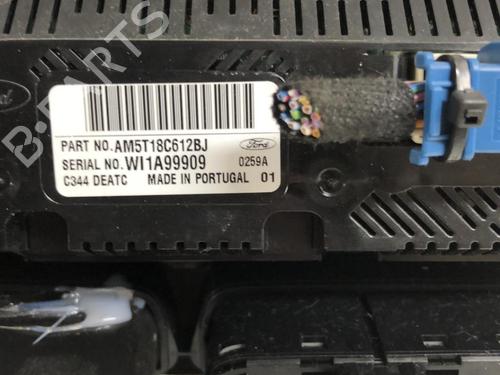 B-PARTS
PART NO. AM5T18C612BJ
Ford
SERIAL NO. WI1A99909
0259A
C344 DEATC MADE IN PORTUGAL 01